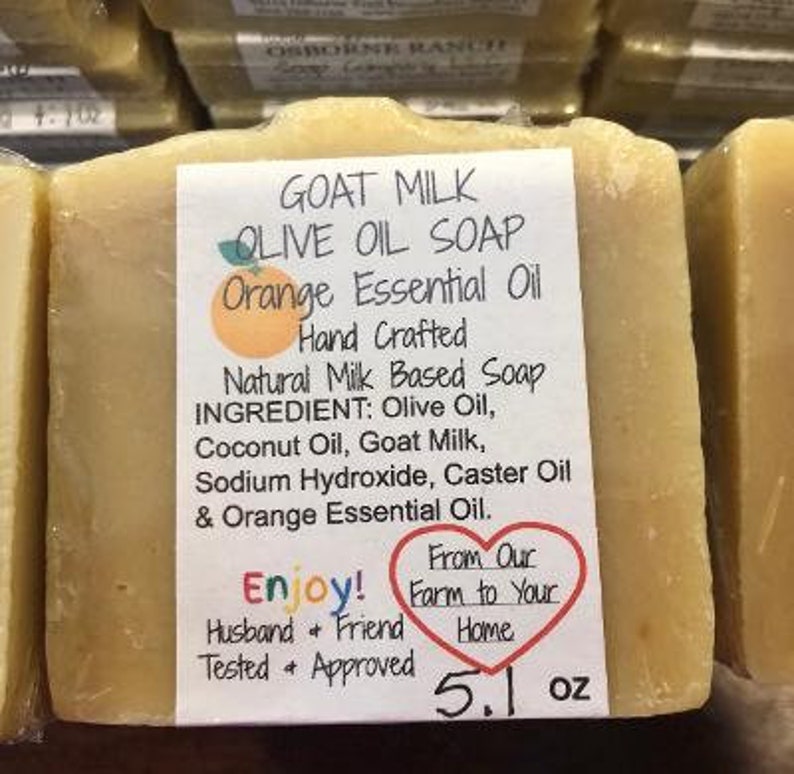 OSBORNE RANCH
GOAT MILK
OLIVE OIL SOAP
Orange Essential Oil
Hand Crafted
Natural Milk Based Soap
INGREDIENT: Olive Oil,
Coconut Oil, Goat Milk,
Sodium Hydroxide, Caster Oil
& Orange Essential Oil.
Enjoy!
Husband & Friend
Tested & Approved
From Our
Farm to Your
Home
5.1 oz